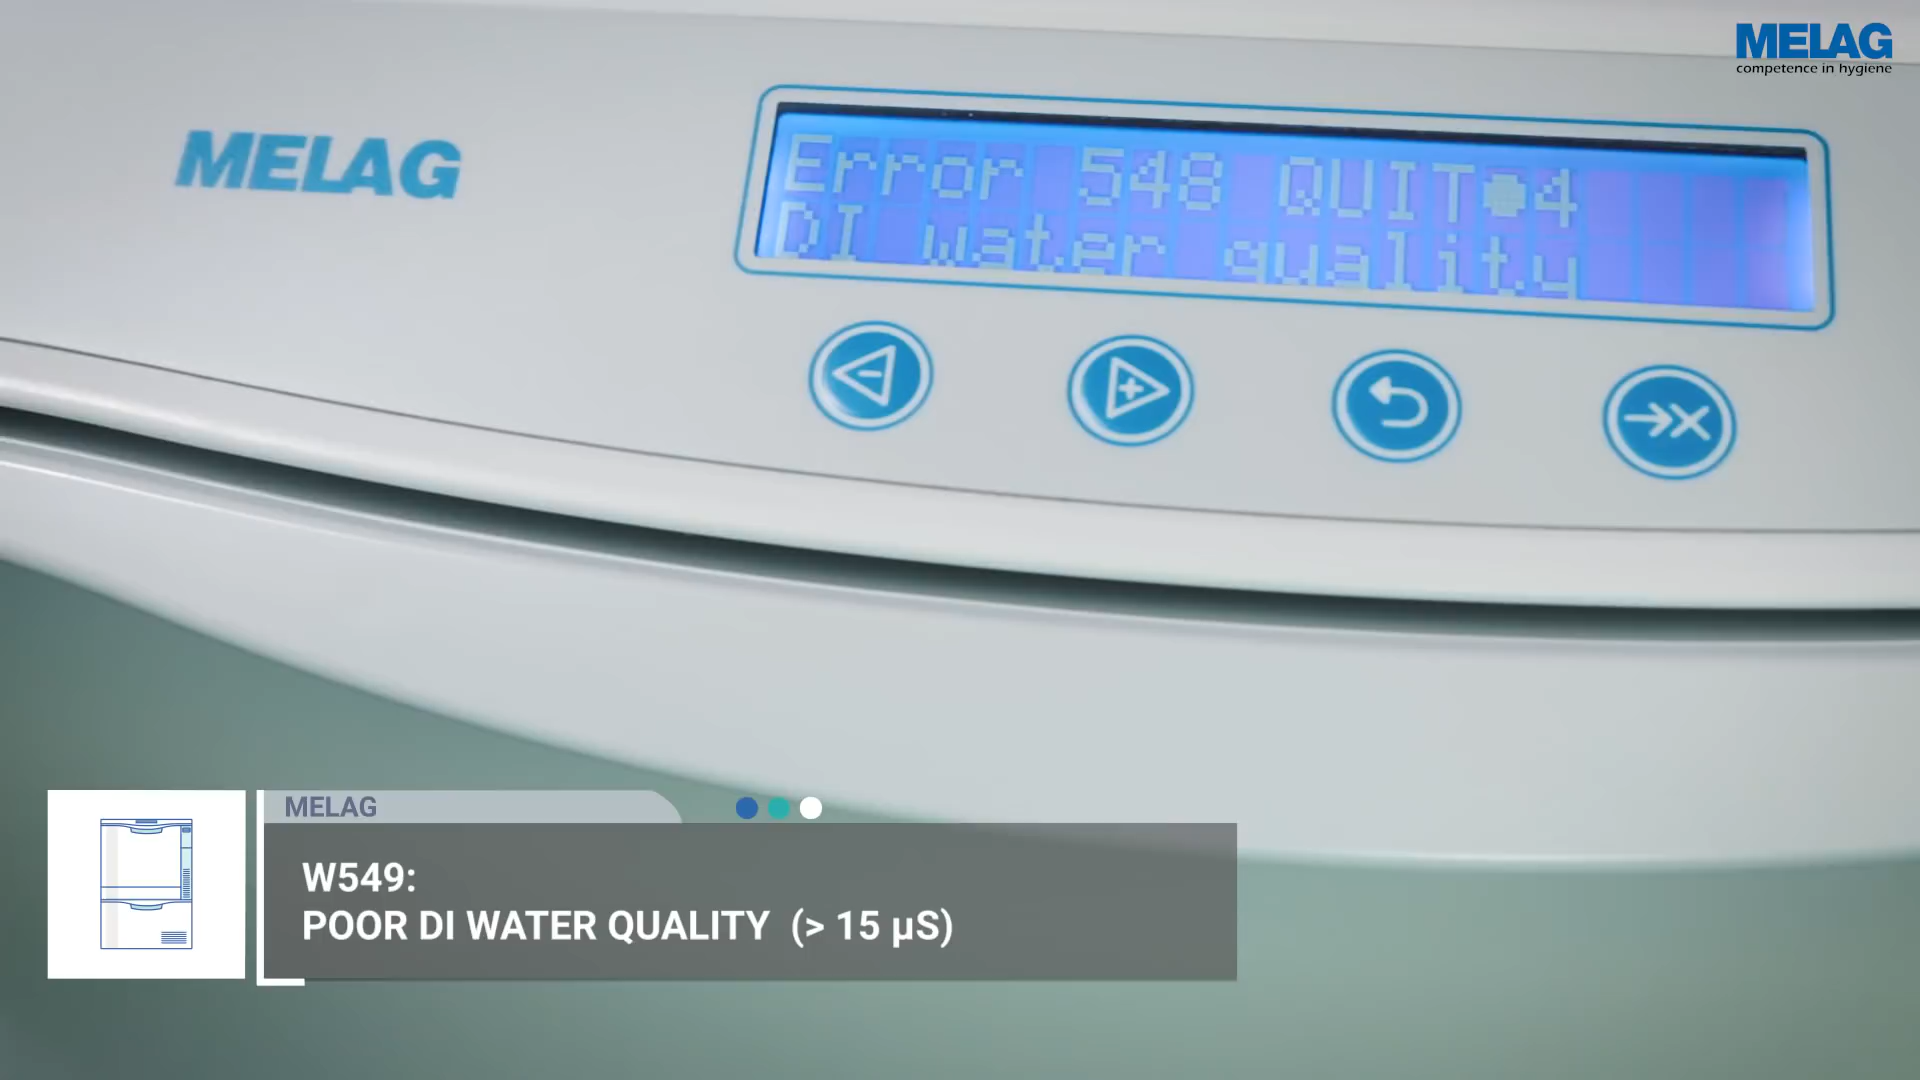 MELAG
competence in hygiene
MELAG
Error 548 QUIT●4
DI water quality
MELAG
W549:
POOR DI WATER QUALITY (> 15 µS)